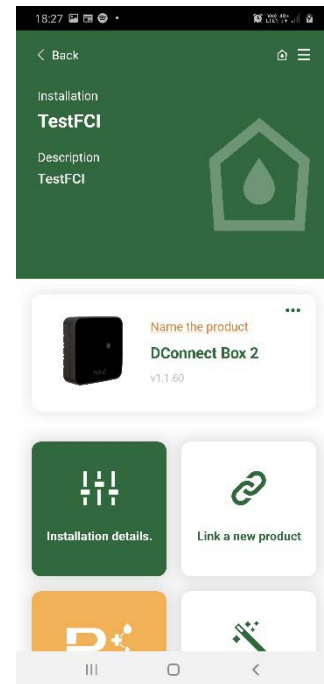 18:27
Back
Installation
TestFCI
Description
TestFCI
Name the product
DConnect Box 2
v1.1.60
Installation details.
Link a new product